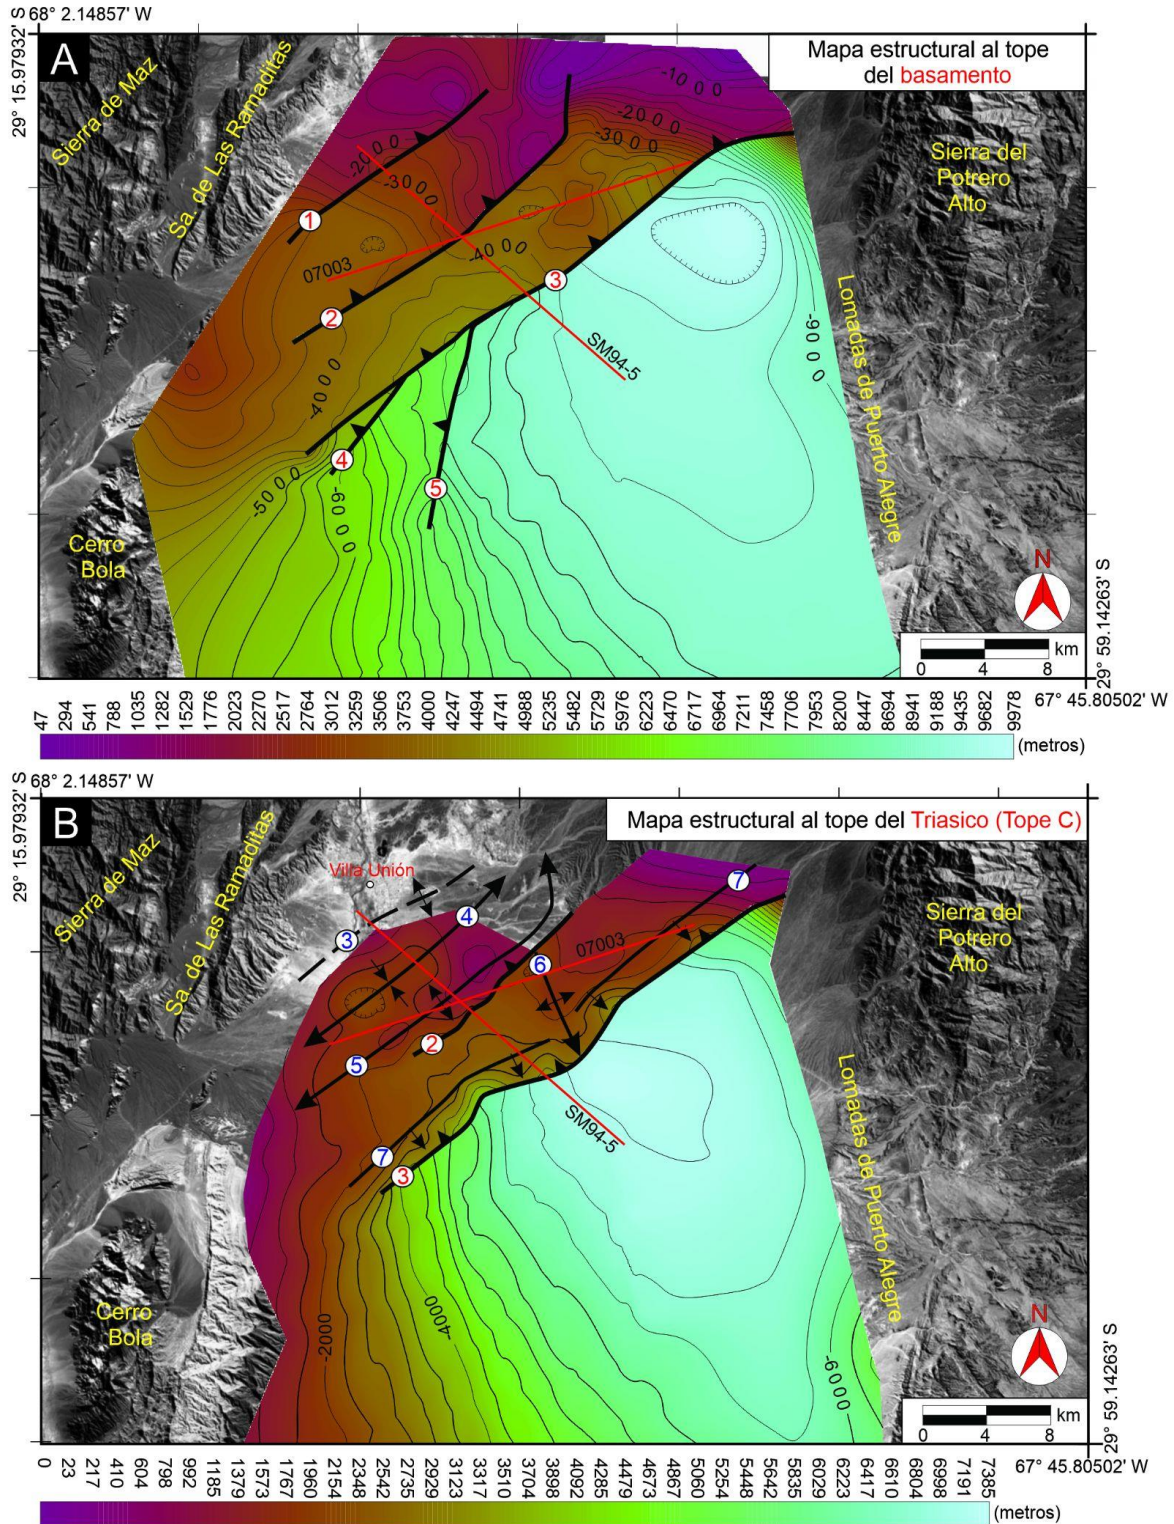 68° 2.14857' W
29° 15.97932' S
A
Mapa estructural al tope
del basamento
Sierra de Maz
Sa. de Las Ramaditas
Sierra del
Potrero
Alto
Lomadas de Puerto Alegre
Cerro
Bola
-1000
-2000
-3000
-2000
-3000
-4000
-4000
-5000
-6000
-9000
07003
SM94-5
1
2
3
4
5
N
km
0 4 8
29° 59.14263' S
67° 45.80502' W
47 294 541 788 1035 1282 1529 1776 2023 2270 2517 2794 3012 3506 3753 4000 4247 4494 4741 4988 5235 5482 5729 5976 6223 6470 6717 6964 7211 7458 7706 7953 8200 8447 8694 8941 9188 9435 9682 9978
(metros)
68° 2.14857' W
29° 15.97932' S
B
Mapa estructural al tope del Triasico (Tope C)
Sierra de Maz
Sa. de Las Ramaditas
Villa Unión
Sierra del
Potrero
Alto
Lomadas de Puerto Alegre
Cerro
Bola
07003
SM94-5
3
4
7
6
2
5
7
3
-2000
-4000
-6000
N
km
0 4 8
29° 59.14263' S
67° 45.80502' W
0 23 217 410 604 798 992 1185 1379 1573 1767 1960 2154 2348 2542 2735 2929 3123 3317 3510 3704 3898 4092 4285 4479 4673 4867 5060 5254 5448 5642 5835 6029 6223 6417 6610 6804 6998 7191 7385
(metros)